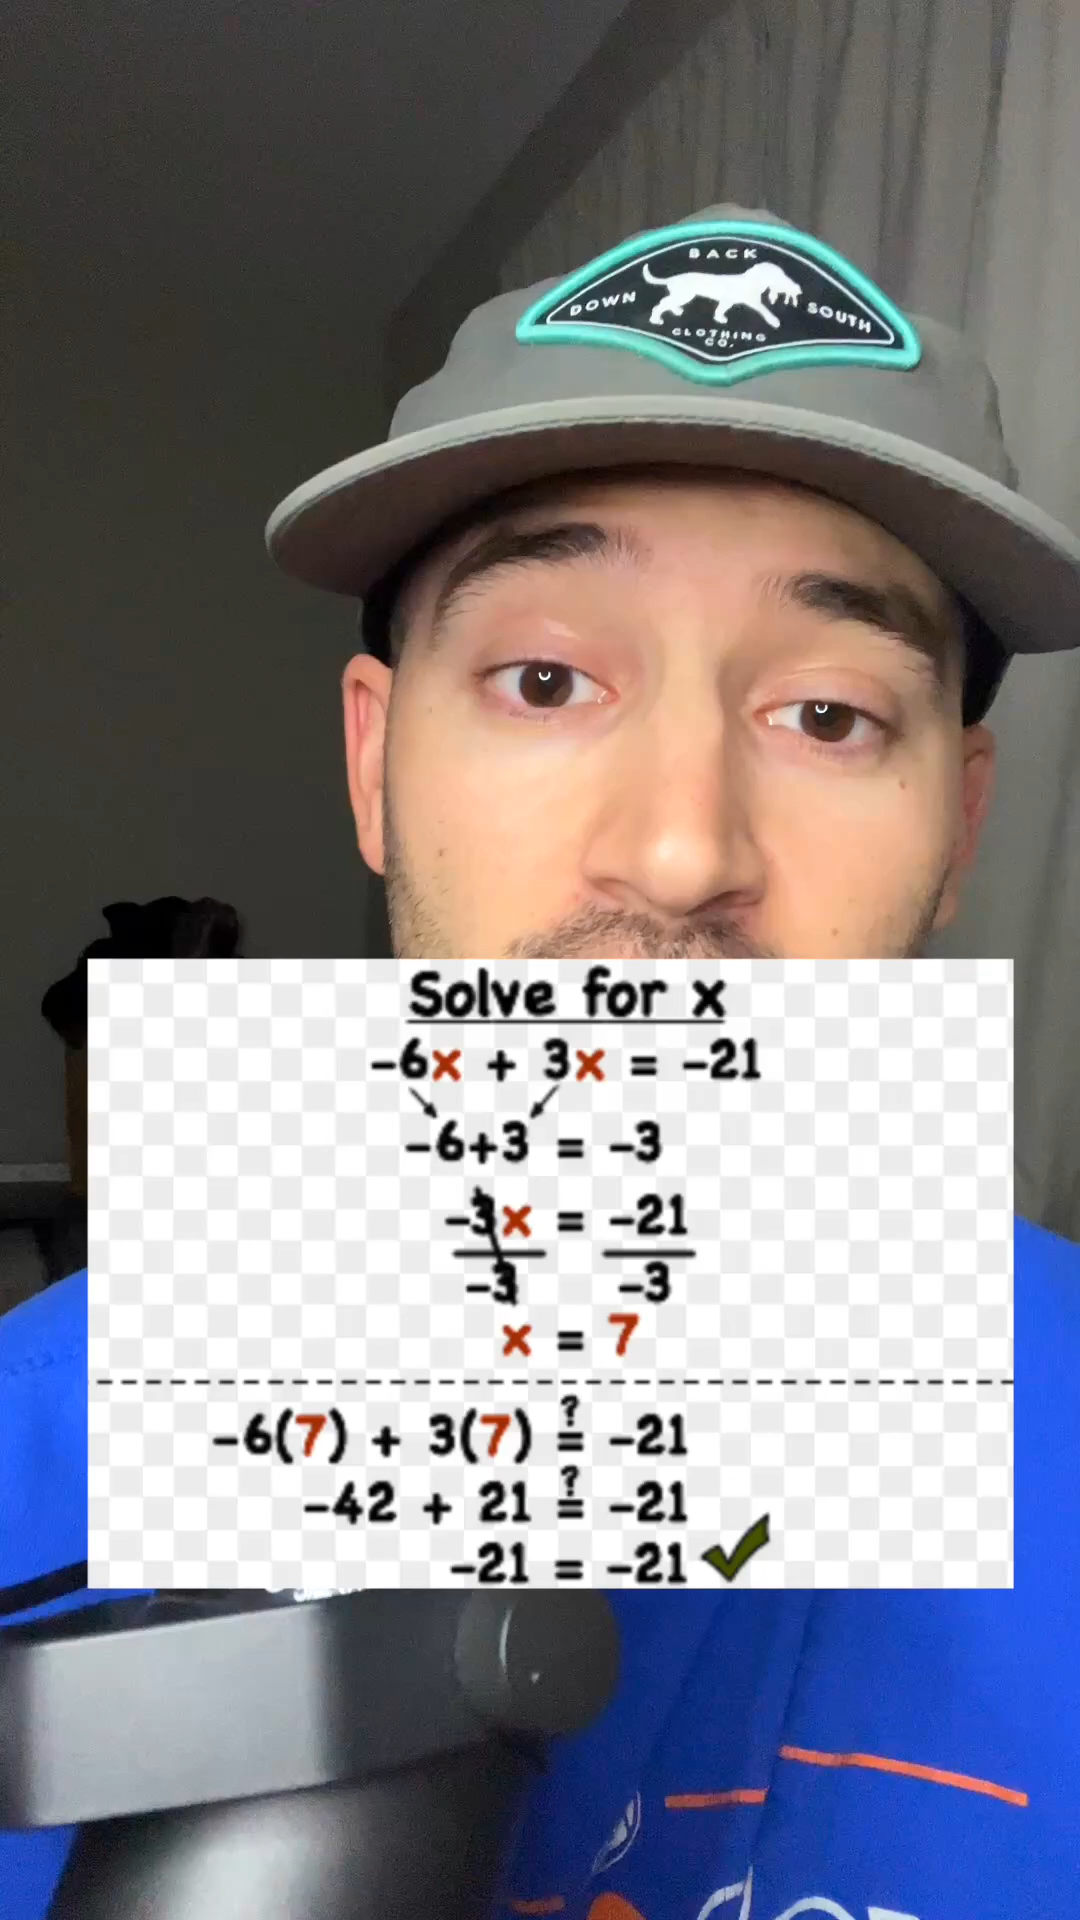 BACK
DOWN SOUTH
CLOTHING
CO.
Solve for x
-6x + 3x = -21
-6+3 = -3
-3x = -21
-3 -3
x = 7
-6(7) + 3(7) ≟ -21
-42 + 21 ≟ -21
-21 = -21 ✓